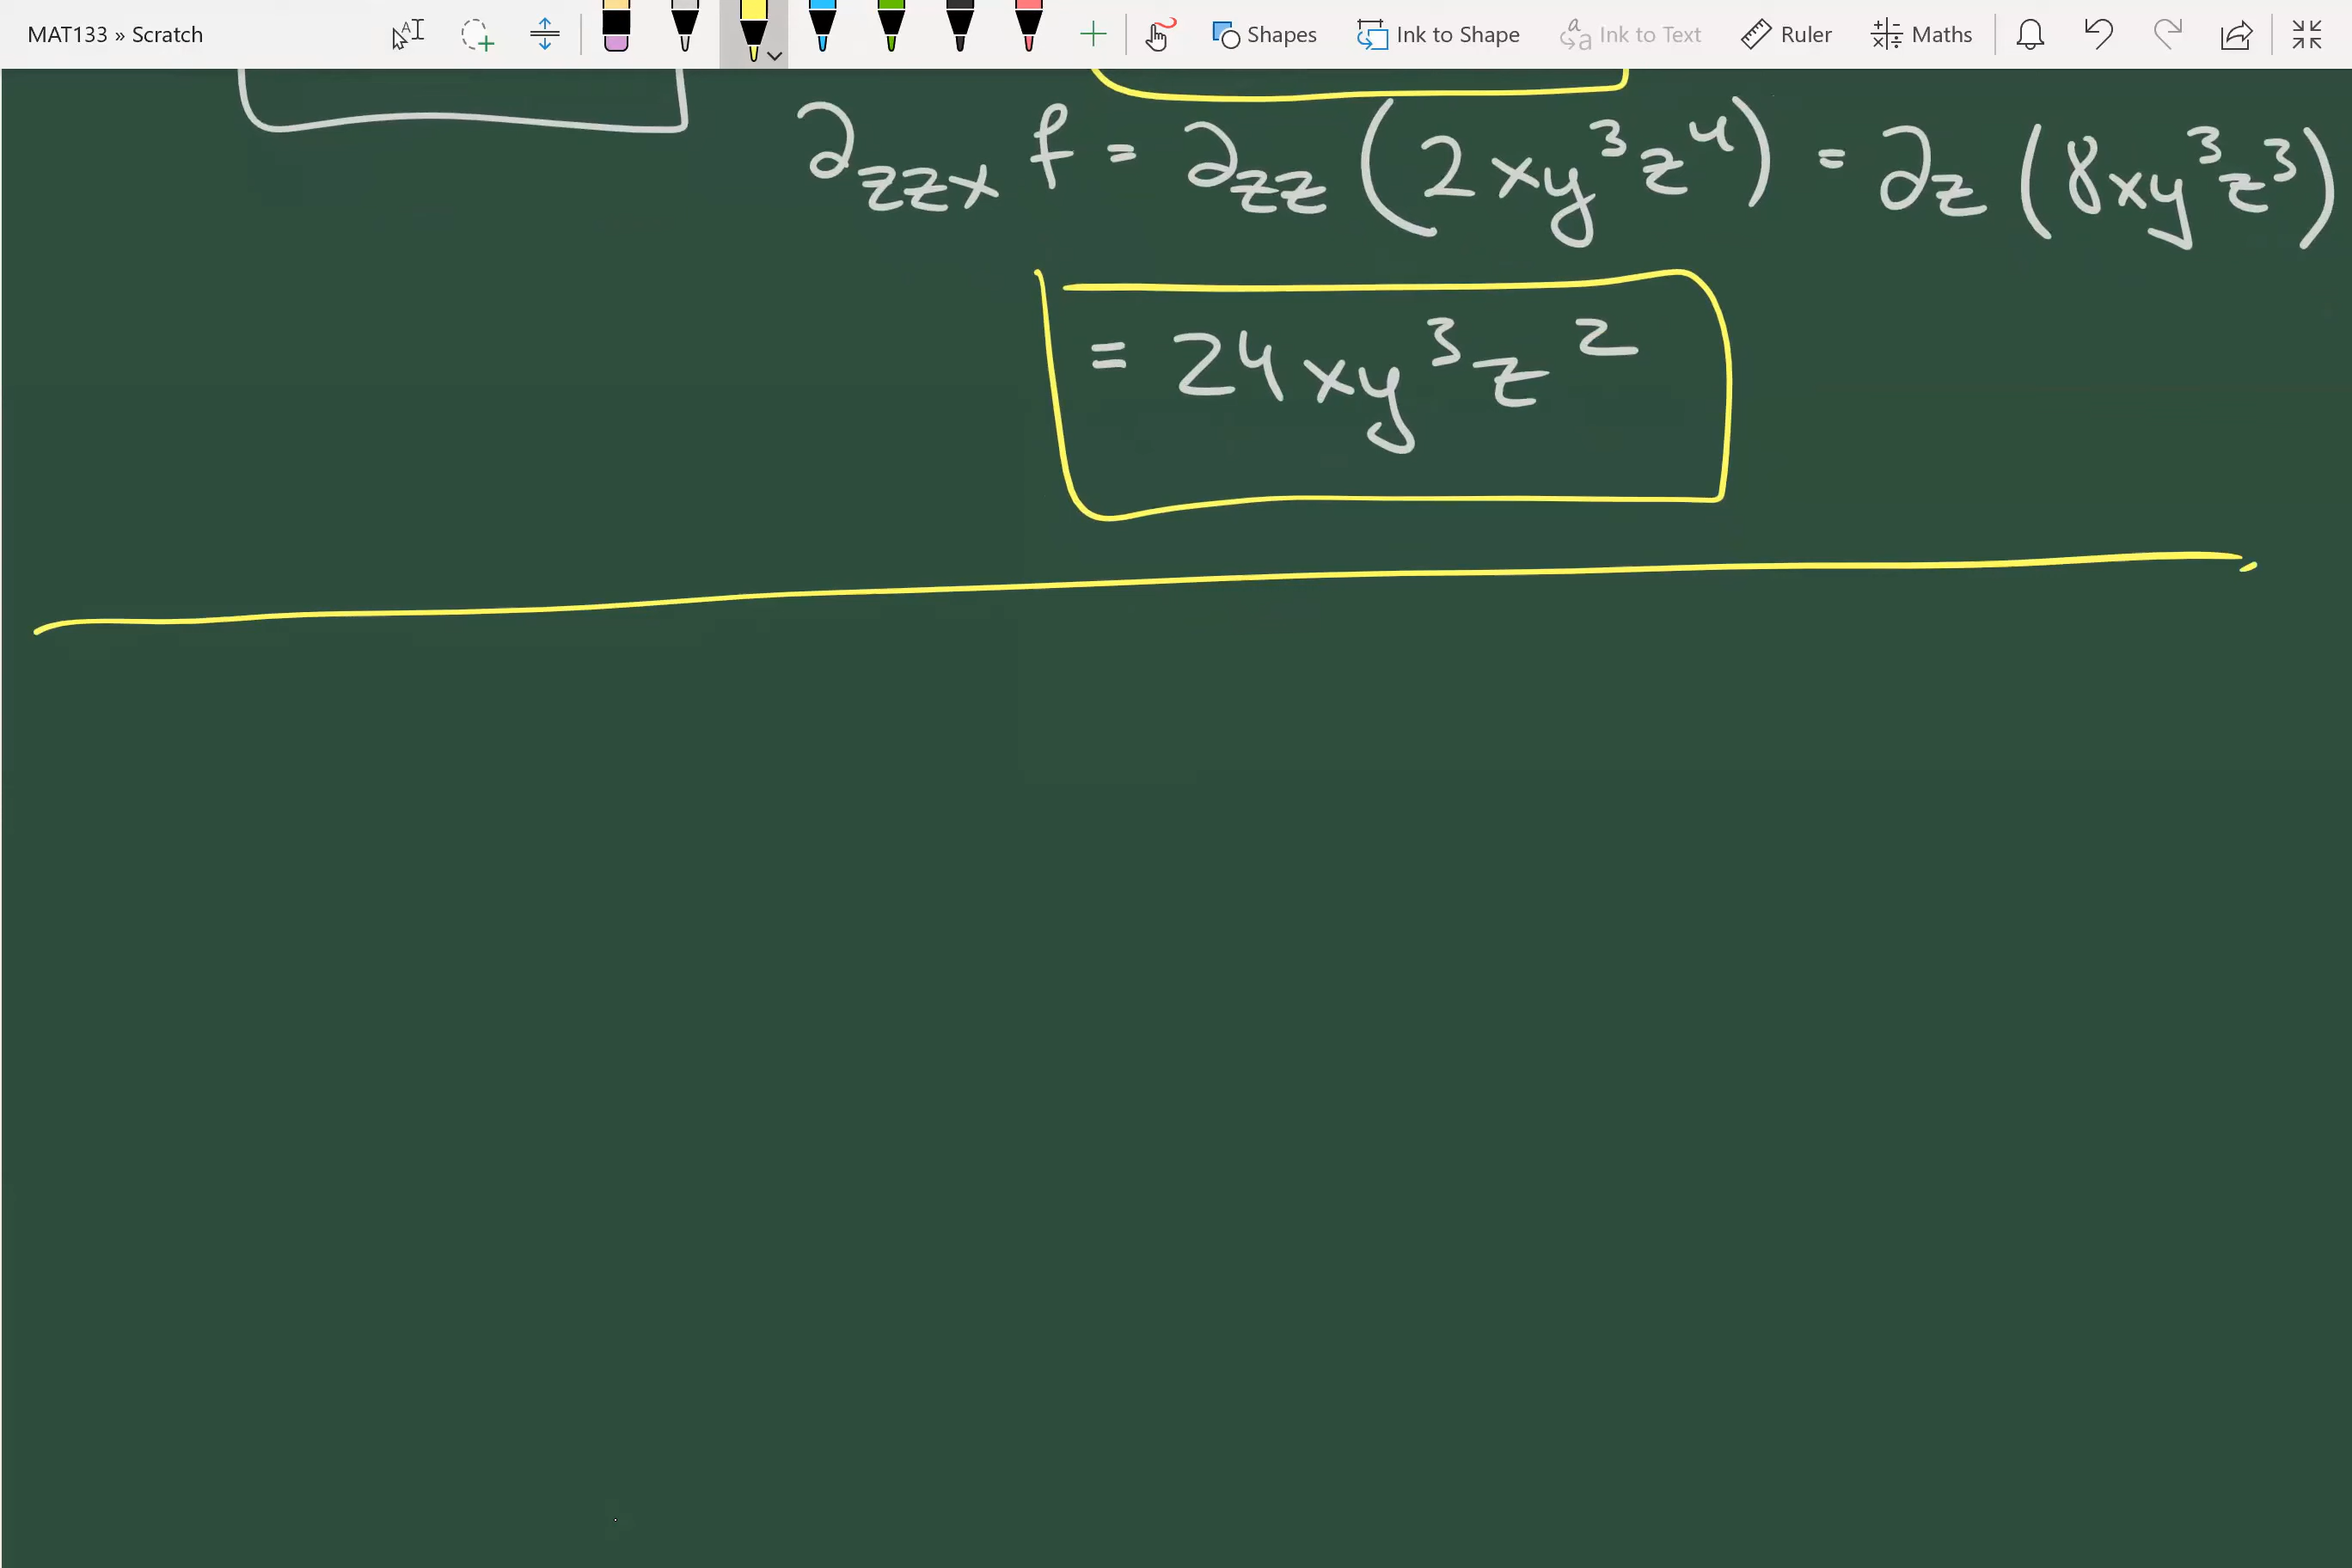 MAT133 » Scratch Shapes Ink to Shape Ink to Text Ruler Maths
∂zzx f = ∂zz (2xy³z⁴) = ∂z (8xy³z³)
= 24xy³z²